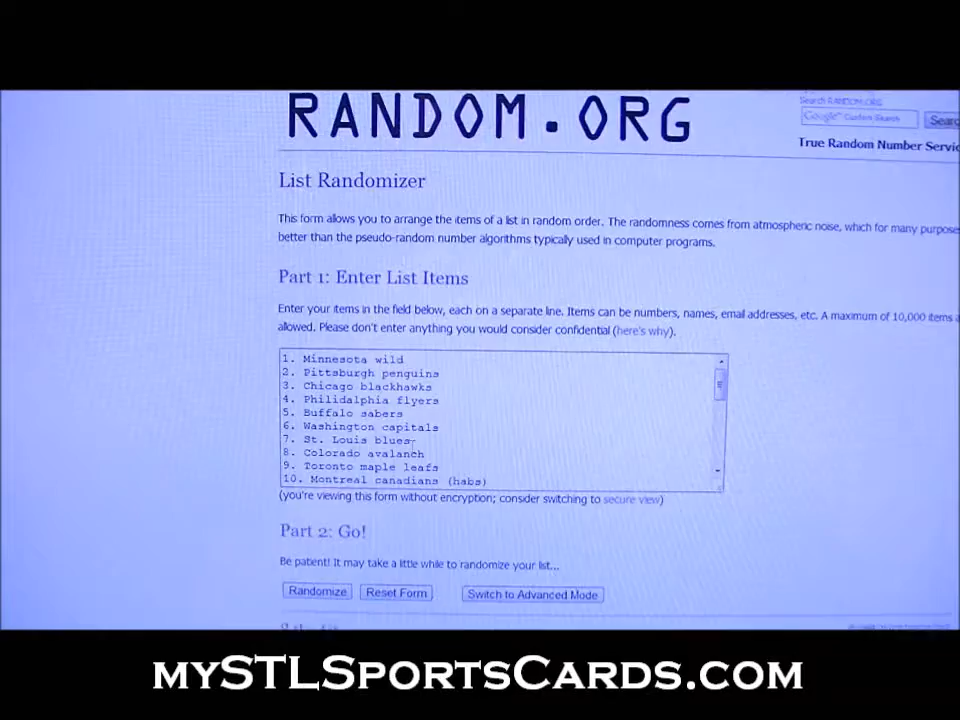 RANDOM.ORG
Search RANDOM.ORG
Google™ Custom Search
True Random Number
List Randomizer
This form allows you to arrange the items of a list in random order. The randomness comes from atmospheric noise, which for many
better than the pseudo-random number algorithms typically used in computer programs.
Part 1: Enter List Items
Enter your items in the field below, each on a separate line. Items can be numbers, names, email addresses, etc. A maximum of 10,000 items
allowed. Please don't enter anything you would consider confidential (here's why).
1. Minnesota wild
2. Pittsburgh penguins
3. Chicago blackhawks
4. Philidalphia flyers
5. Buffalo sabers
6. Washington capitals
7. St. Louis blues
8. Colorado avalanch
9. Toronto maple leafs
10. Montreal canadians (habs)
(you're viewing this form without encryption; consider switching to secure view)
Part 2: Go!
Be patient! It may take a little while to randomize your list...
Randomize Reset Form Switch to Advanced Mode
mySTLSportsCards.com